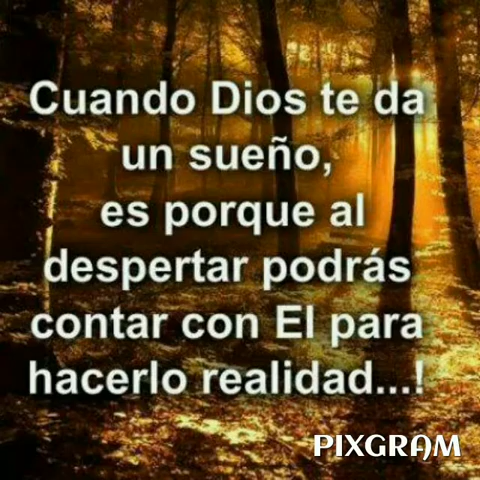 Cuando Dios te da
un sueño,
es porque al
despertar podrás
contar con El para
hacerlo realidad...!
PIXGRAM